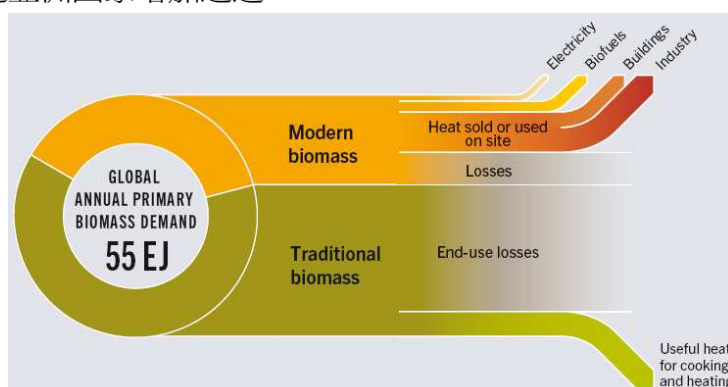 Electricity
Biofuels
Buildings
Industry
Modern
biomass
Heat sold or used
on site
Losses
GLOBAL
ANNUAL PRIMARY
BIOMASS DEMAND
55 EJ
Traditional
biomass
End-use losses
Useful heat
for cooking
and heating